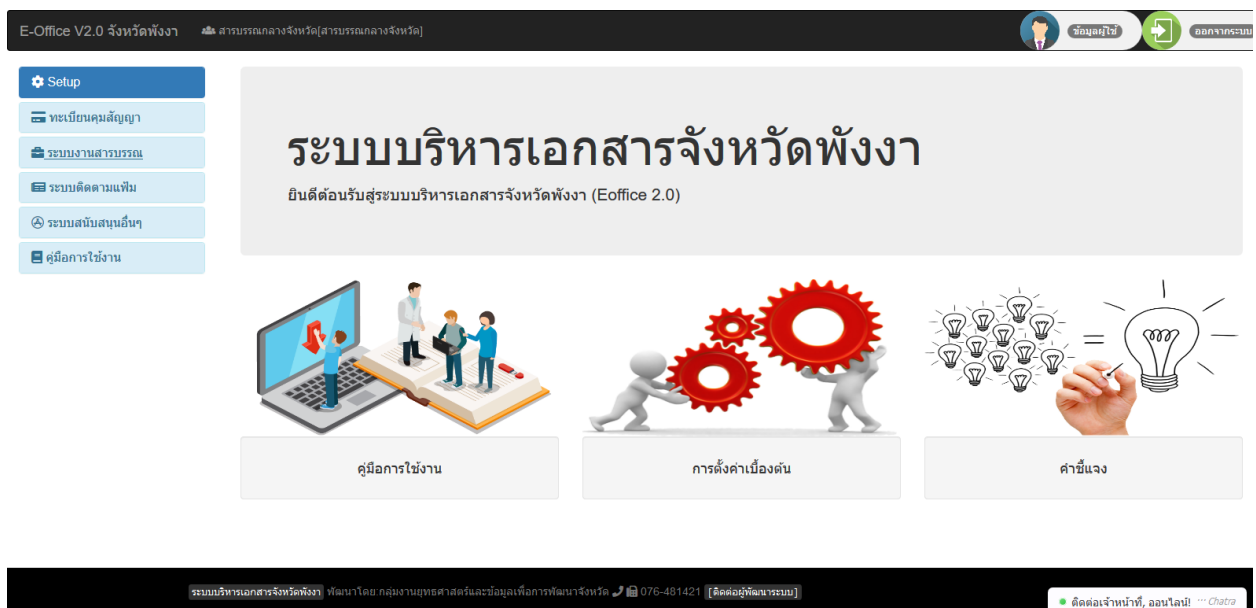 E-Office V2.0 จังหวัดพังงา สารบรรณกลางจังหวัด[สารบรรณกลางจังหวัด] ข้อมูลผู้ใช้ ออกจากระบบ
Setup
ทะเบียนคุมสัญญา
ระบบงานสารบรรณ
ระบบติดตามแฟ้ม
ระบบสนับสนุนอื่นๆ
คู่มือการใช้งาน
ระบบบริหารเอกสารจังหวัดพังงา
ยินดีต้อนรับสู่ระบบบริหารเอกสารจังหวัดพังงา (Eoffice 2.0)
คู่มือการใช้งาน การตั้งค่าเบื้องต้น คำชี้แจง
ระบบบริหารเอกสารจังหวัดพังงา พัฒนาโดย:กลุ่มงานยุทธศาสตร์และข้อมูลเพื่อการพัฒนาจังหวัด 076-481421 [ติดต่อผู้พัฒนาระบบ]
ติดต่อเจ้าหน้าที่, ออนไลน์! Chatra